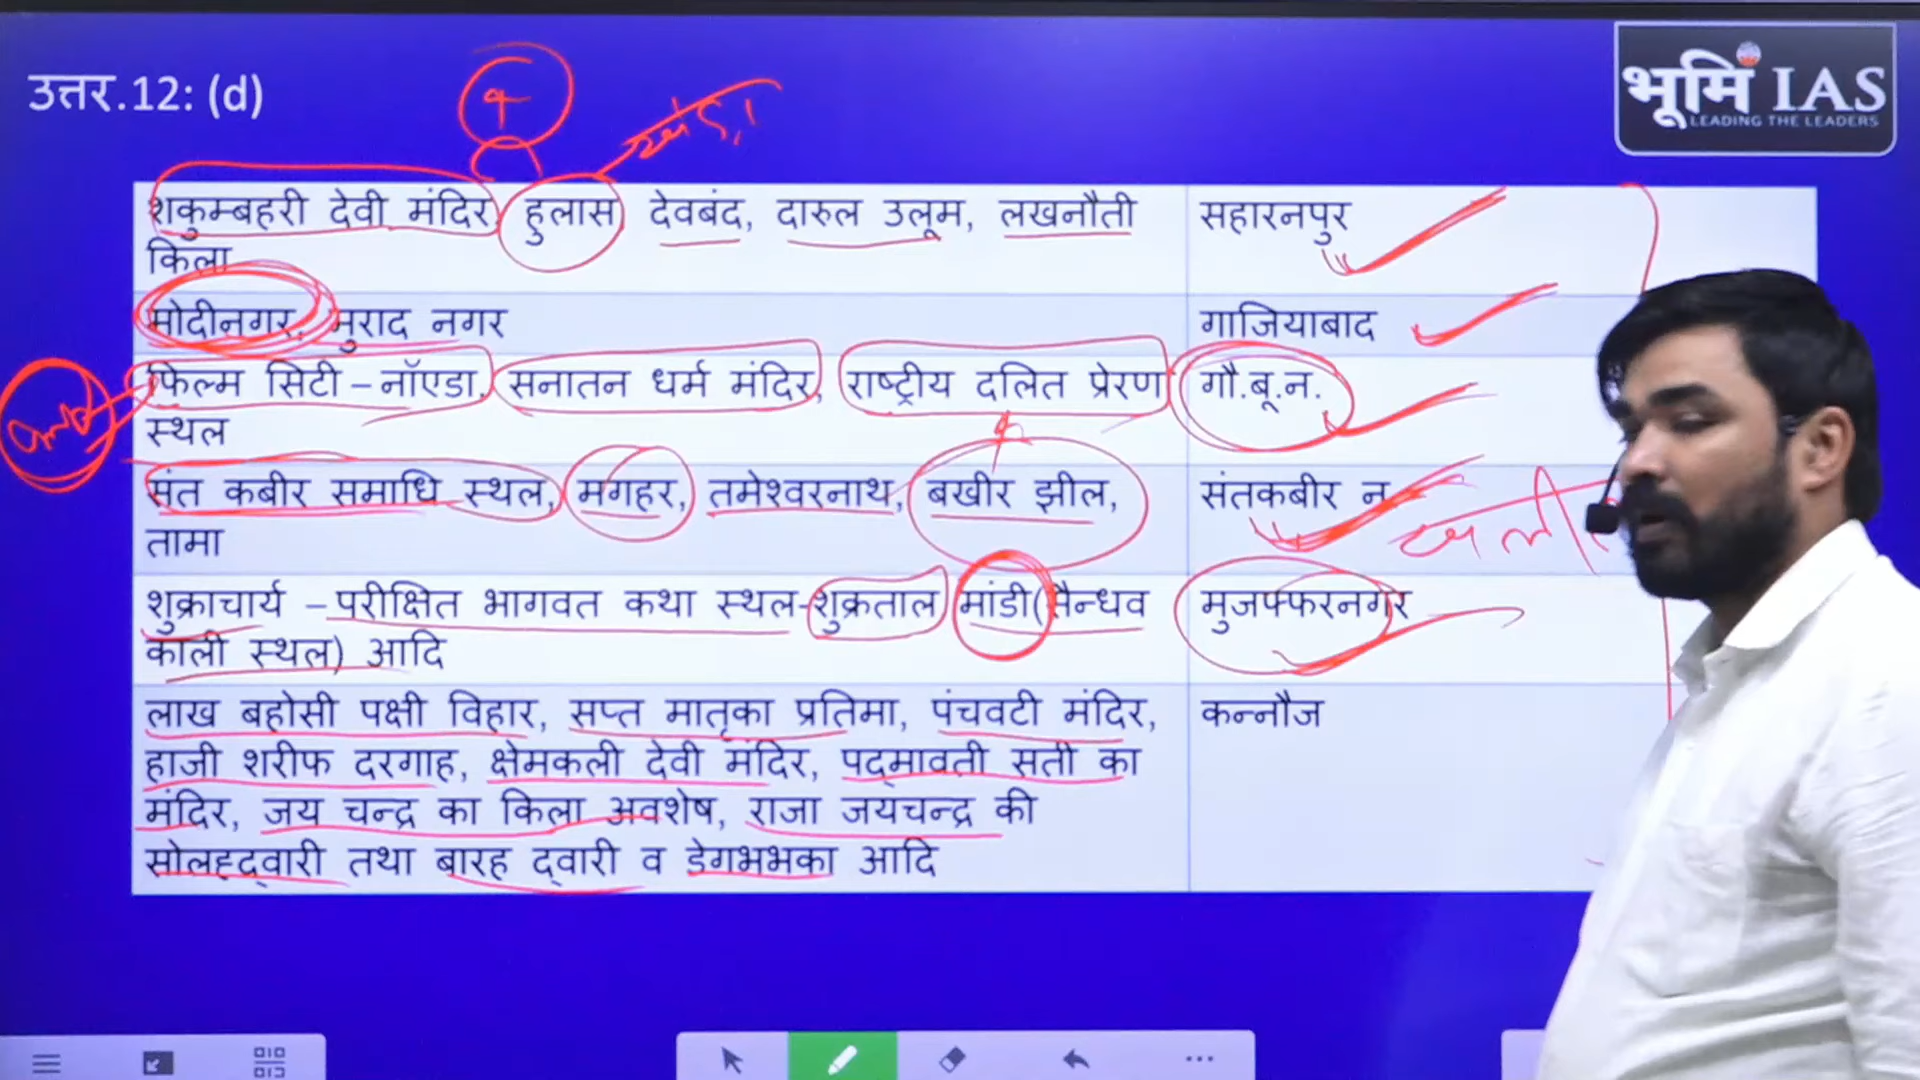 उत्तर.12: (d)
भूमि IAS
LEADING THE LEADERS
शकुम्बहरी देवी मंदिर, हुलास देवबंद, दारुल उलूम, लखनौती
किला
सहारनपुर
मोदीनगर, मुराद नगर
गाजियाबाद
फिल्म सिटी – नॉएडा, सनातन धर्म मंदिर, राष्ट्रीय दलित प्रेरण
स्थल
गौ.बू.न.
संत कबीर समाधि स्थल, मगहर, तमेश्वरनाथ, बखीर झील,
तामा
संतकबीर न
शुक्राचार्य – परीक्षित भागवत कथा स्थल-शुक्रताल मांडी(सैन्धव
काली स्थल) आदि
मुजफ्फरनगर
लाख बहोसी पक्षी विहार, सप्त मातृका प्रतिमा, पंचवटी मंदिर,
हाजी शरीफ दरगाह, क्षेमकली देवी मंदिर, पद्मावती सती का
मंदिर, जय चन्द्र का किला अवशेष, राजा जयचन्द्र की
सोलहद्वारी तथा बारह द्वारी व डेगभभका आदि
कन्नौज